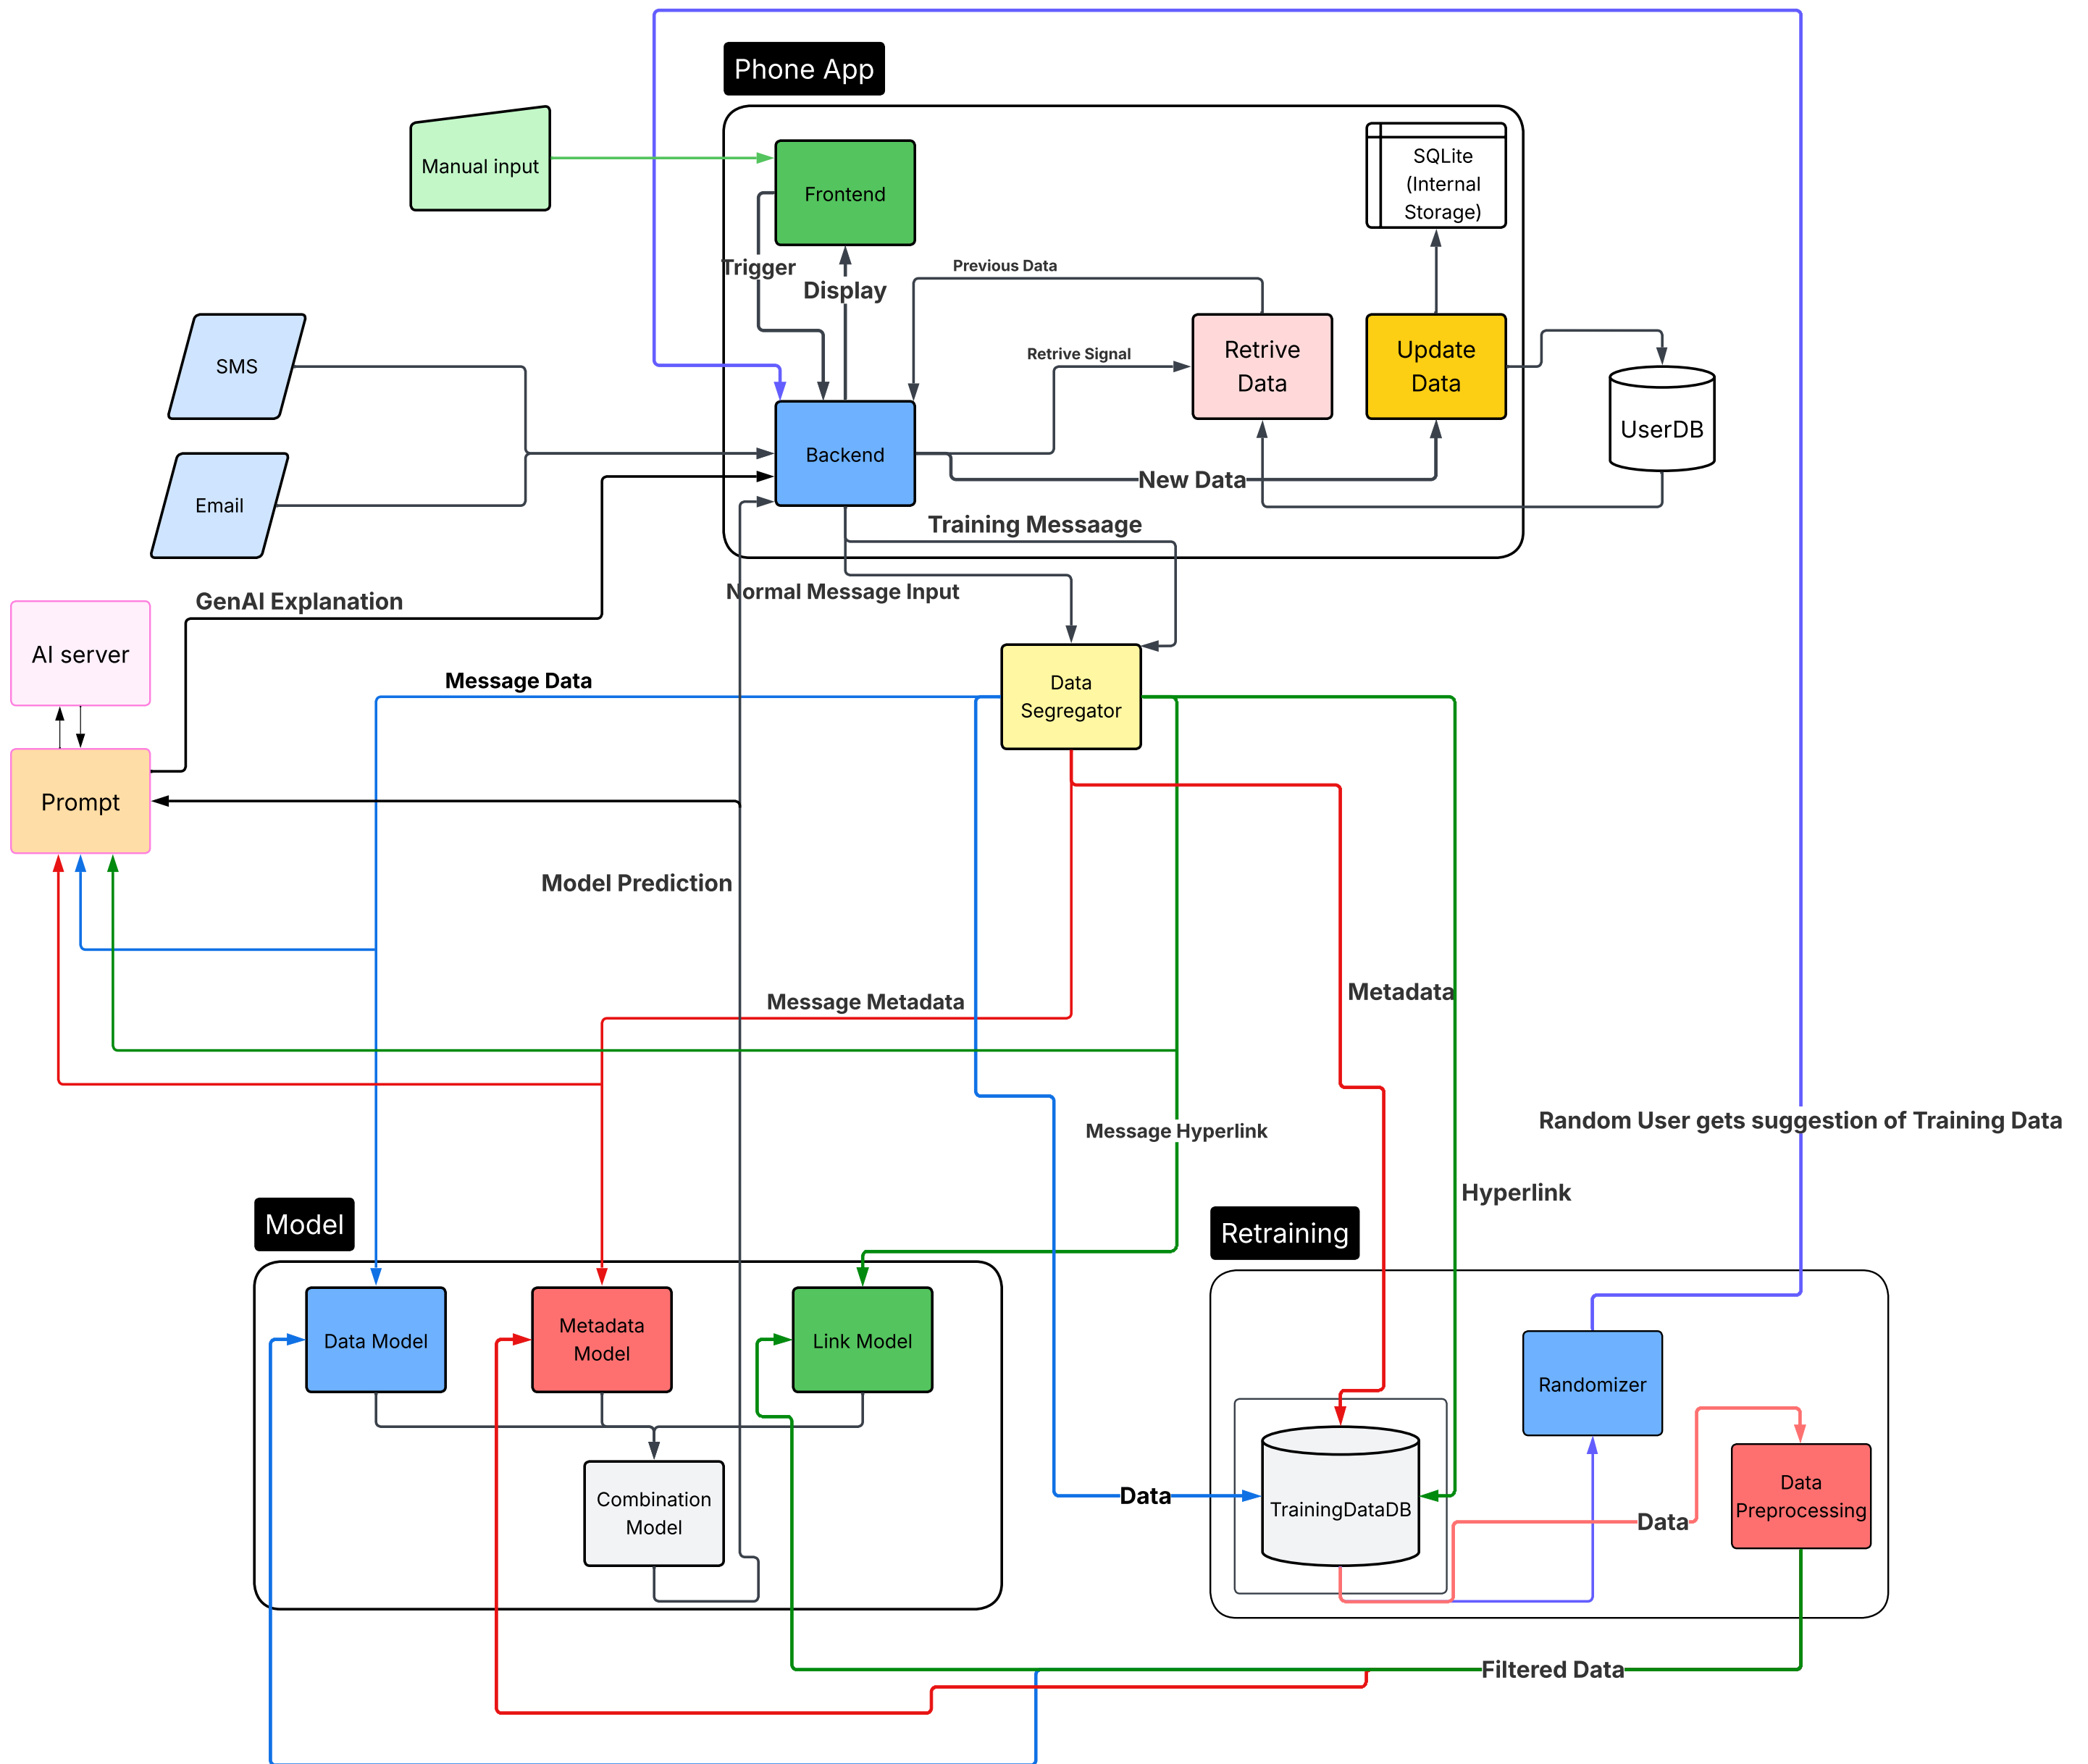 Phone App
Manual input
Frontend
SQLite
(Internal
Storage)
Trigger
Display
Previous Data
SMS
Retrive Signal
Retrive
Data
Update
Data
UserDB
Backend
New Data
Email
Training Messaage
Normal Message Input
GenAI Explanation
AI server
Message Data
Data
Segregator
Prompt
Model Prediction
Metadata
Message Metadata
Message Hyperlink
Random User gets suggestion of Training Data
Hyperlink
Model
Retraining
Data Model
Metadata
Model
Link Model
Randomizer
Combination
Model
Data
TrainingDataDB
Data
Data
Preprocessing
Filtered Data